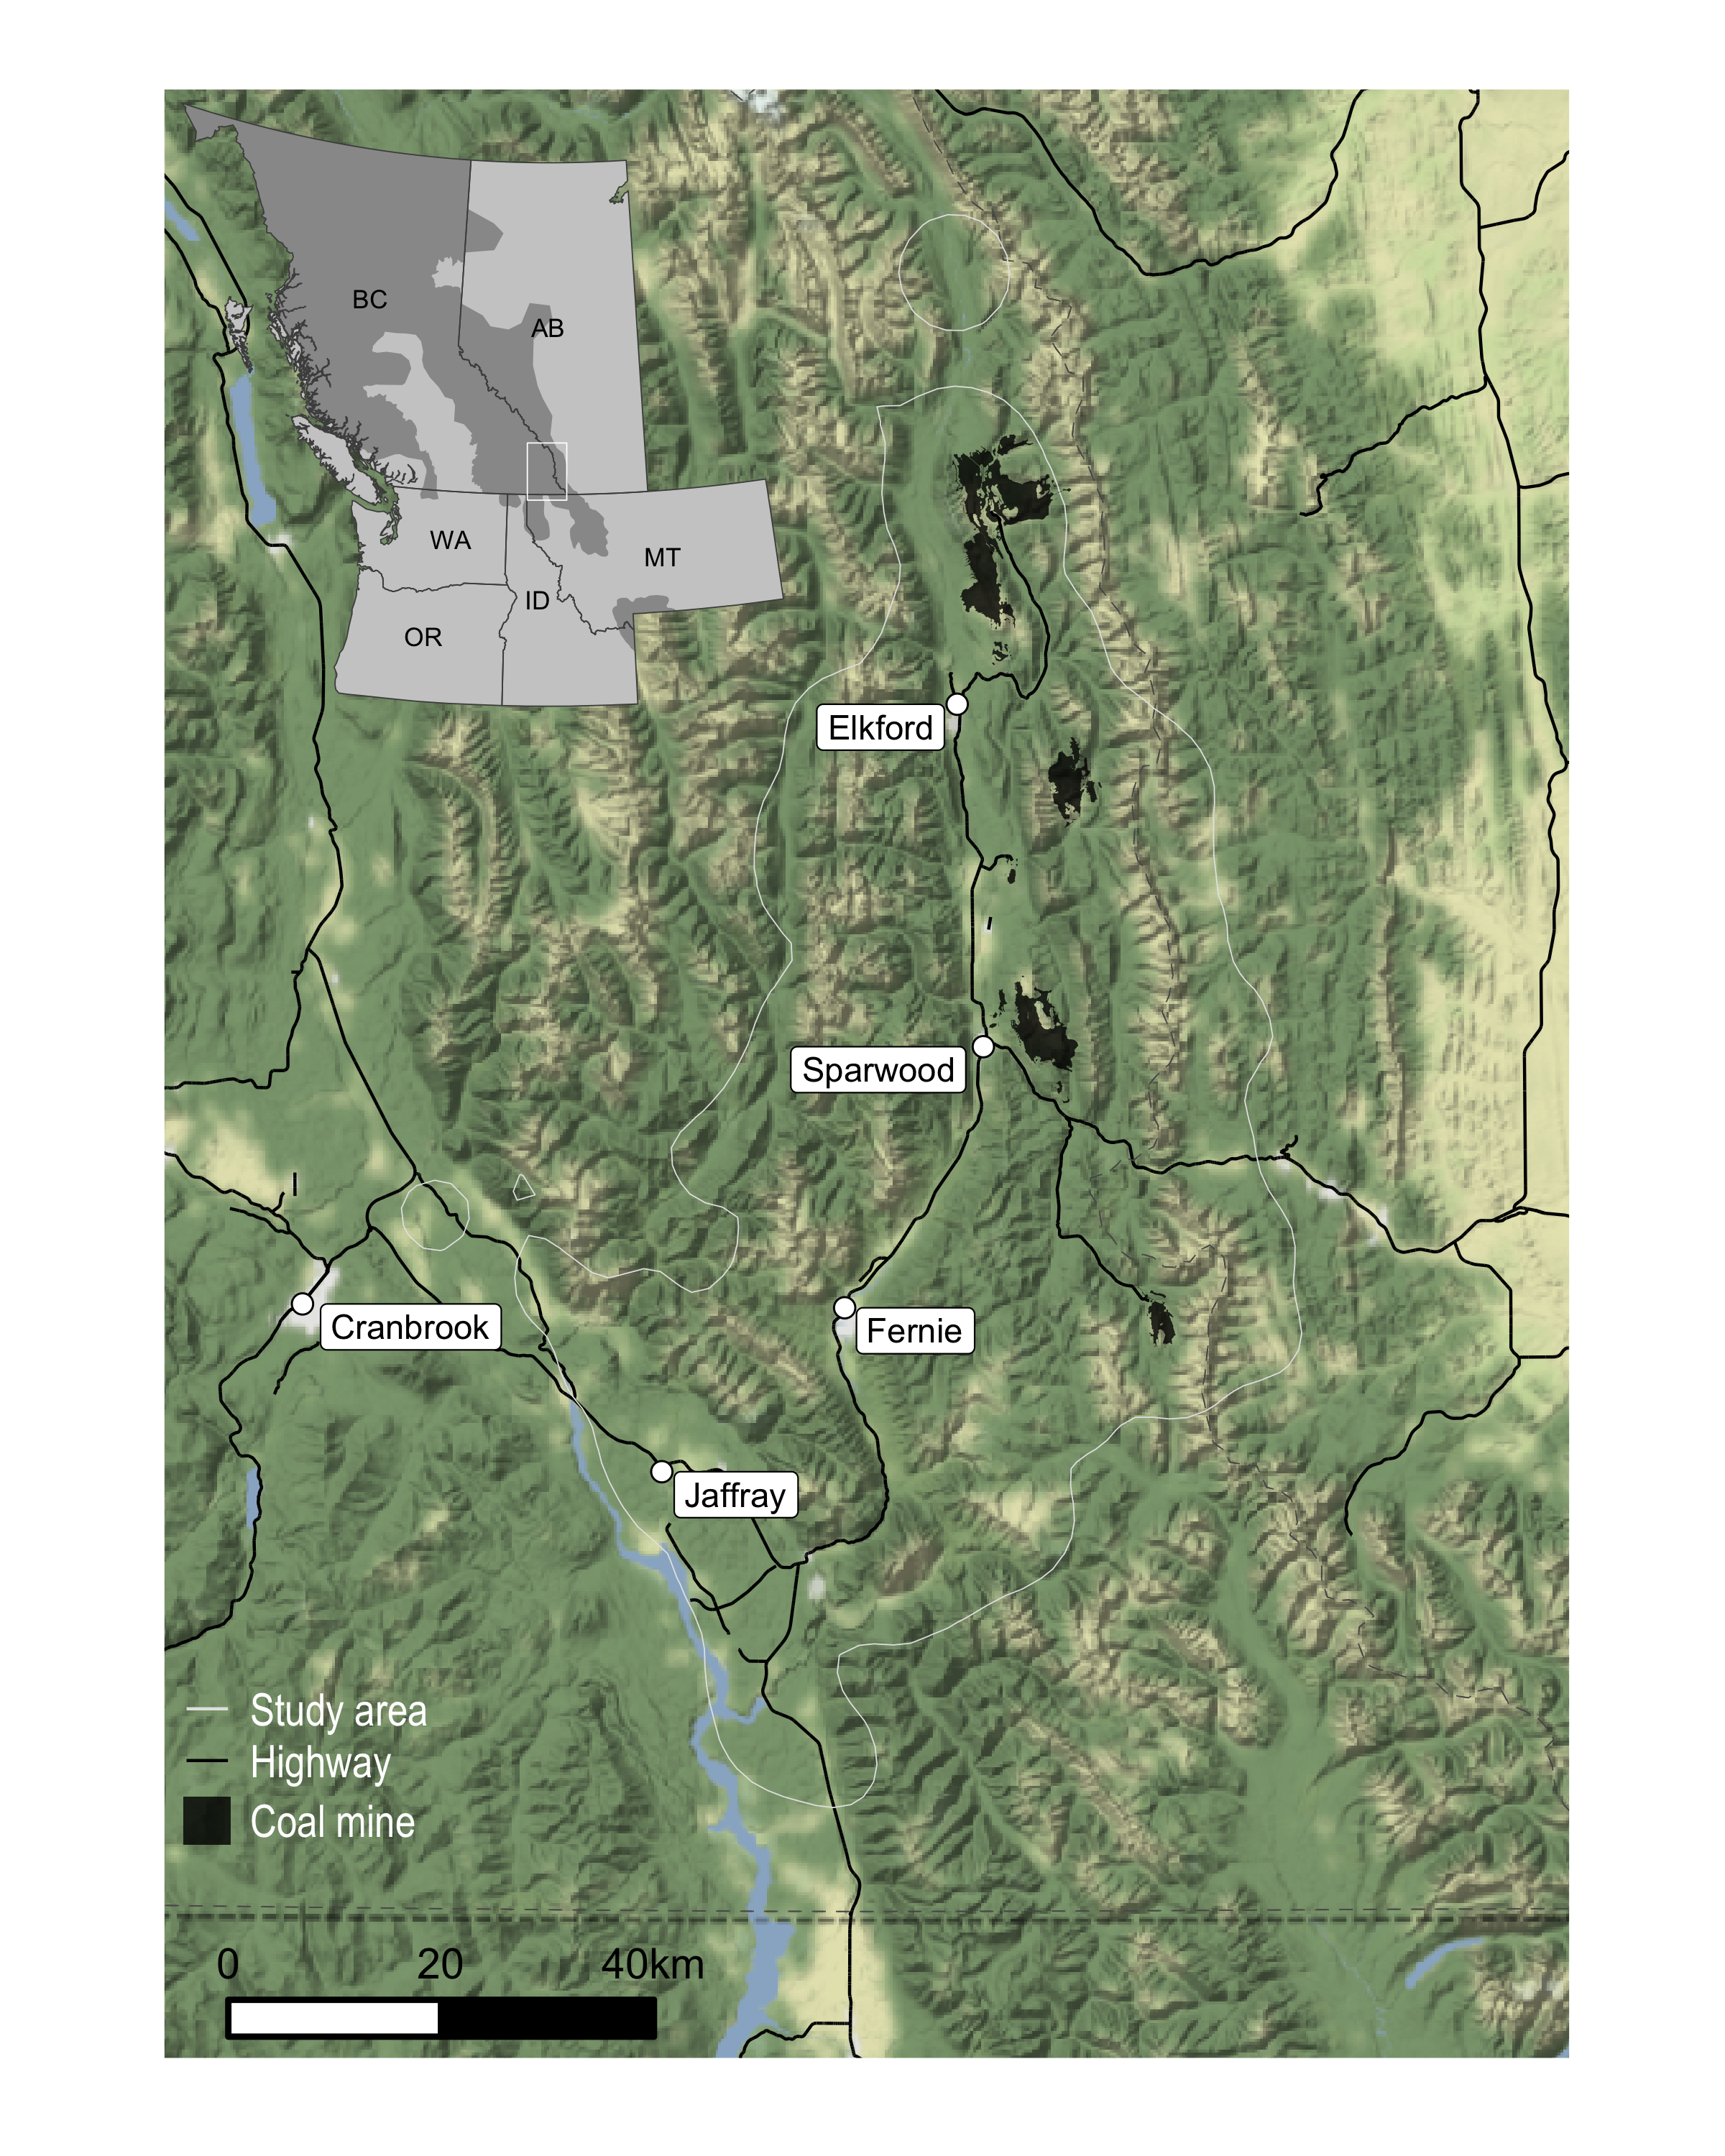 BC
AB
WA
MT
ID
OR
Elkford
Sparwood
Cranbrook
Fernie
Jaffray
Study area
Highway
Coal mine
0 20 40km